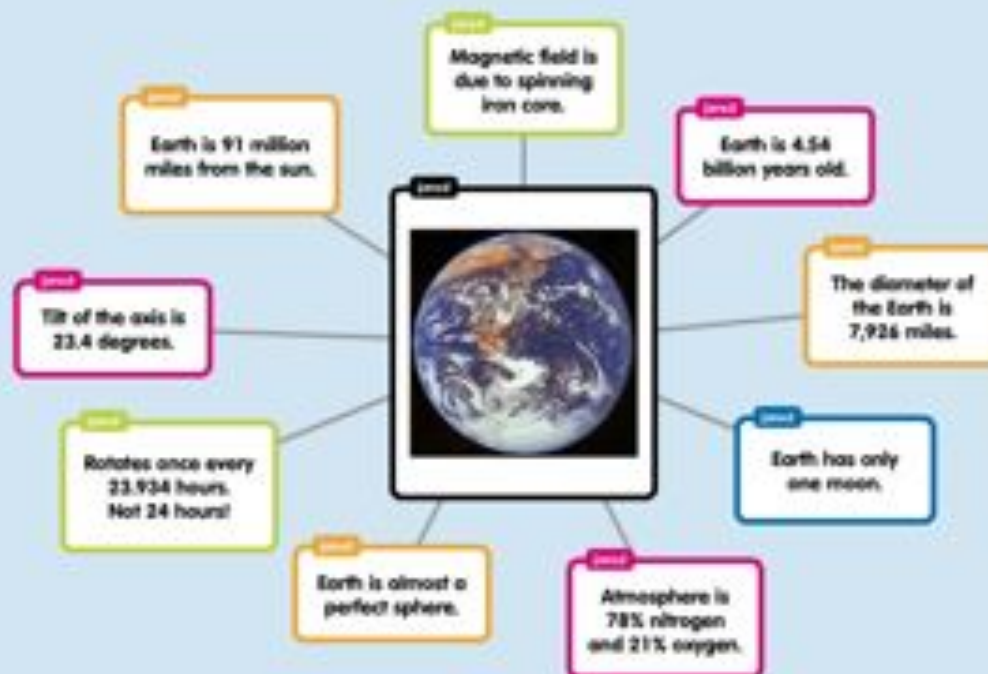 Magnetic field is
due to spinning
iron core.
Earth is 91 million
miles from the sun.
Earth is 4.54
billion years old.
The diameter of
the Earth is
7,926 miles.
Tilt of the axis is
23.4 degrees.
Rotates once every
23.934 hours.
Not 24 hours!
Earth has only
one moon.
Earth is almost a
perfect sphere.
Atmosphere is
78% nitrogen
and 21% oxygen.